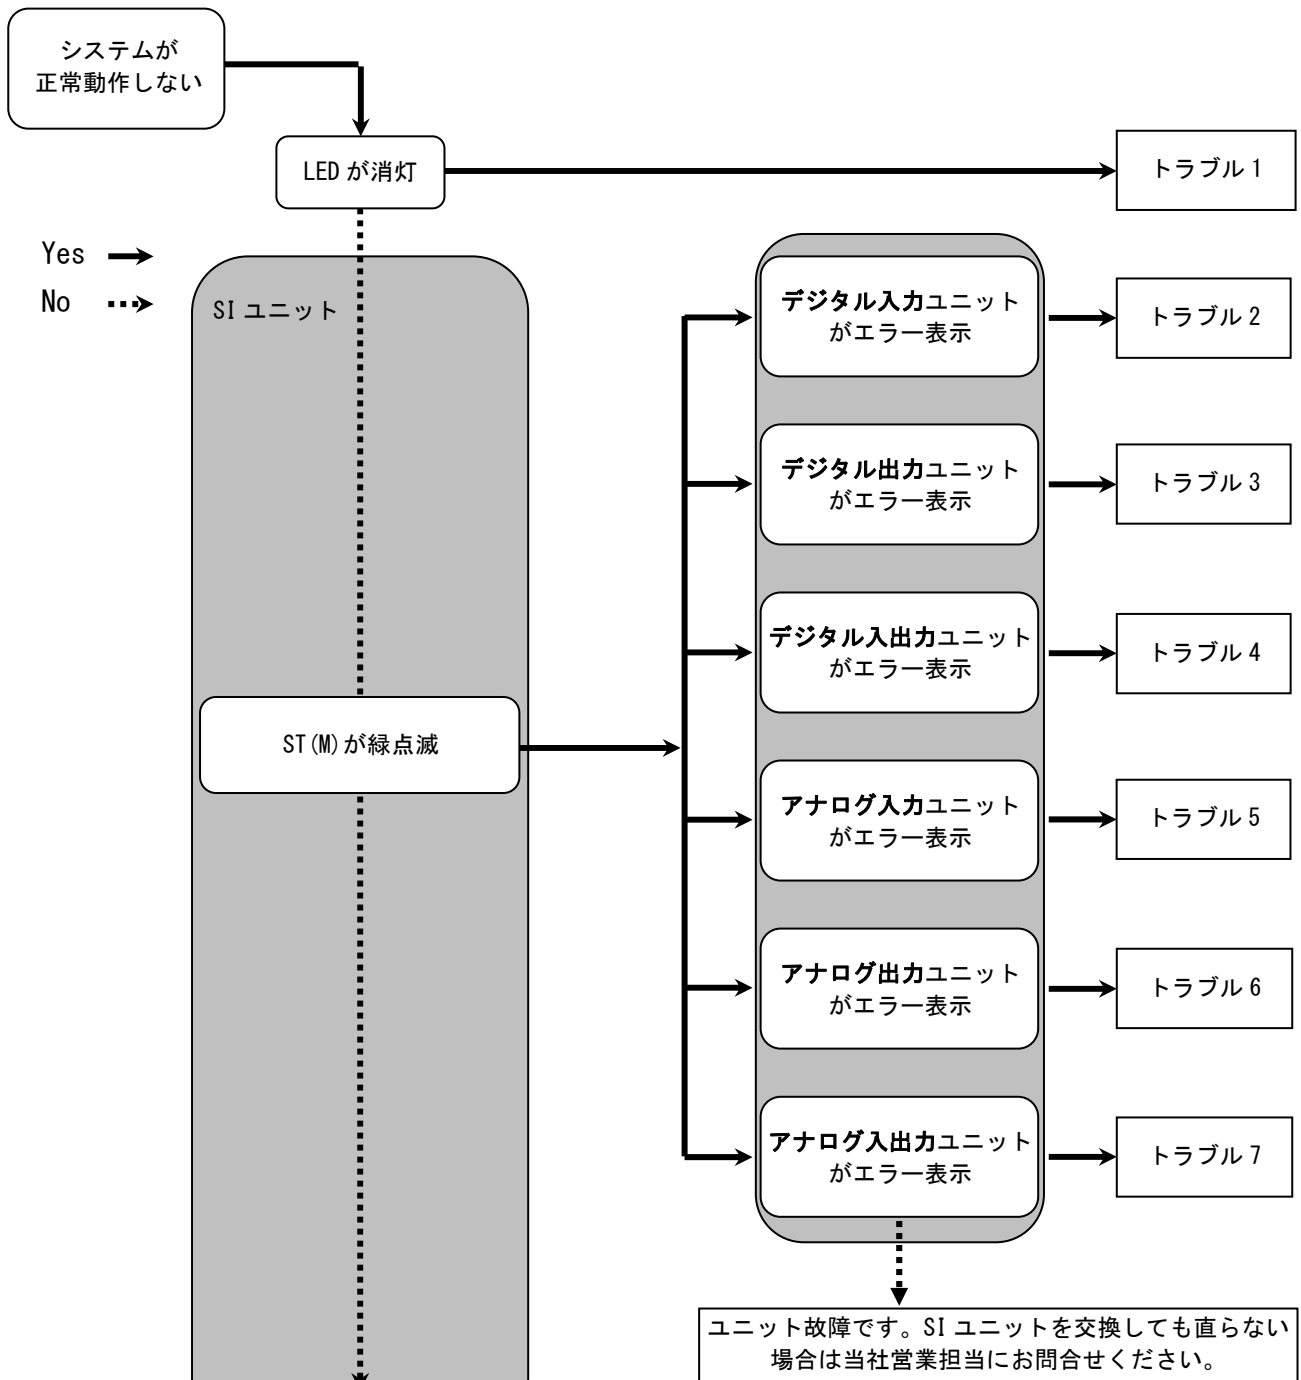 システムが
正常動作しない
LED が消灯
トラブル 1
Yes
No
SI ユニット
デジタル入力ユニット
がエラー表示
トラブル 2
デジタル出力ユニット
がエラー表示
トラブル 3
デジタル入出力ユニット
がエラー表示
トラブル 4
ST(M)が緑点滅
アナログ入力ユニット
がエラー表示
トラブル 5
アナログ出力ユニット
がエラー表示
トラブル 6
アナログ入出力ユニット
がエラー表示
トラブル 7
ユニット故障です。SI ユニットを交換しても直らない
場合は当社営業担当にお問合せください。